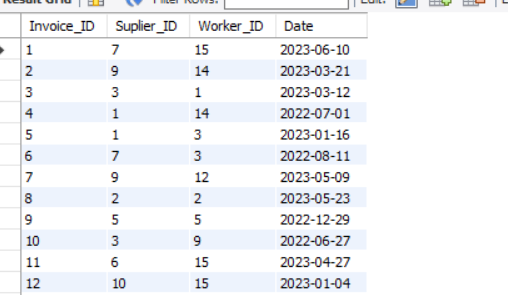 Result Grid Filter Rows: Edit:
Invoice_ID Suplier_ID Worker_ID Date
1 7 15 2023-06-10
2 9 14 2023-03-21
3 3 1 2023-03-12
4 1 14 2022-07-01
5 1 3 2023-01-16
6 7 3 2022-08-11
7 9 12 2023-05-09
8 2 2 2023-05-23
9 5 5 2022-12-29
10 3 9 2022-06-27
11 6 15 2023-04-27
12 10 15 2023-01-04